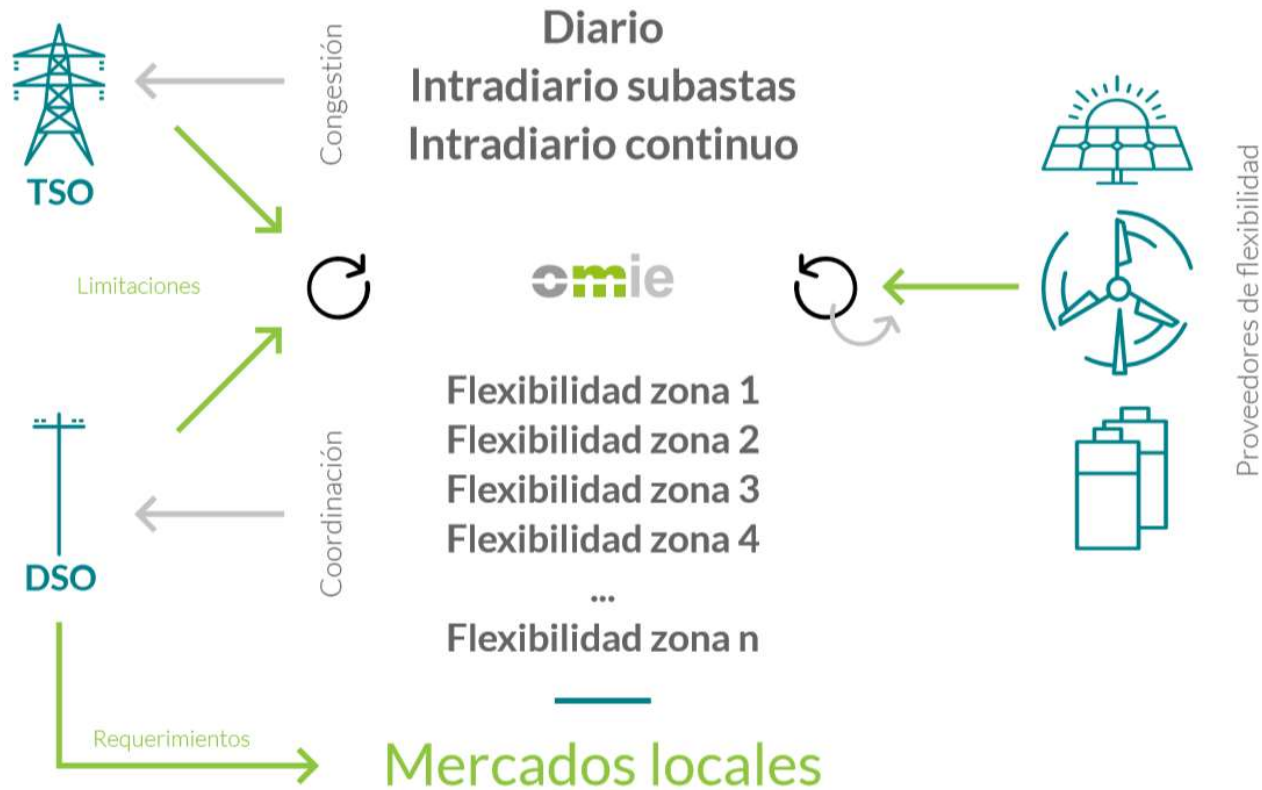 Diario
Intradiario subastas
Intradiario continuo
Congestión
TSO
Limitaciones
omie
Proveedores de flexibilidad
Flexibilidad zona 1
Flexibilidad zona 2
Flexibilidad zona 3
Flexibilidad zona 4
...
Flexibilidad zona n
Coordinación
DSO
Requerimientos
Mercados locales